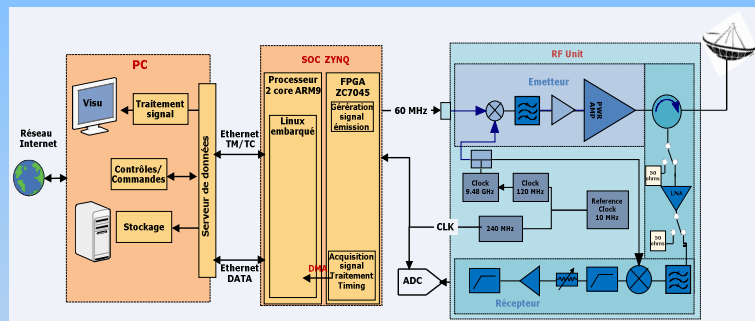 PC
Visu
Traitement
signal
Contrôles/
Commandes
Stockage
Serveur de données
Réseau
Internet
Ethernet
TM/TC
Ethernet
DATA
SOC ZYNQ
Processeur
2 core ARM9
Linux
embarqué
FPGA
ZC7045
Gérération
signal
émission
DMA
Acquisition
signal
Traitement
Timing
60 MHz
CLK
ADC
RF Unit
Emetteur
PWR
AMP
Clock
9.48 GHz
Clock
120 MHz
Reference
Clock
10 MHz
240 MHz
50
ohms
LNA
50
ohms
Récepteur